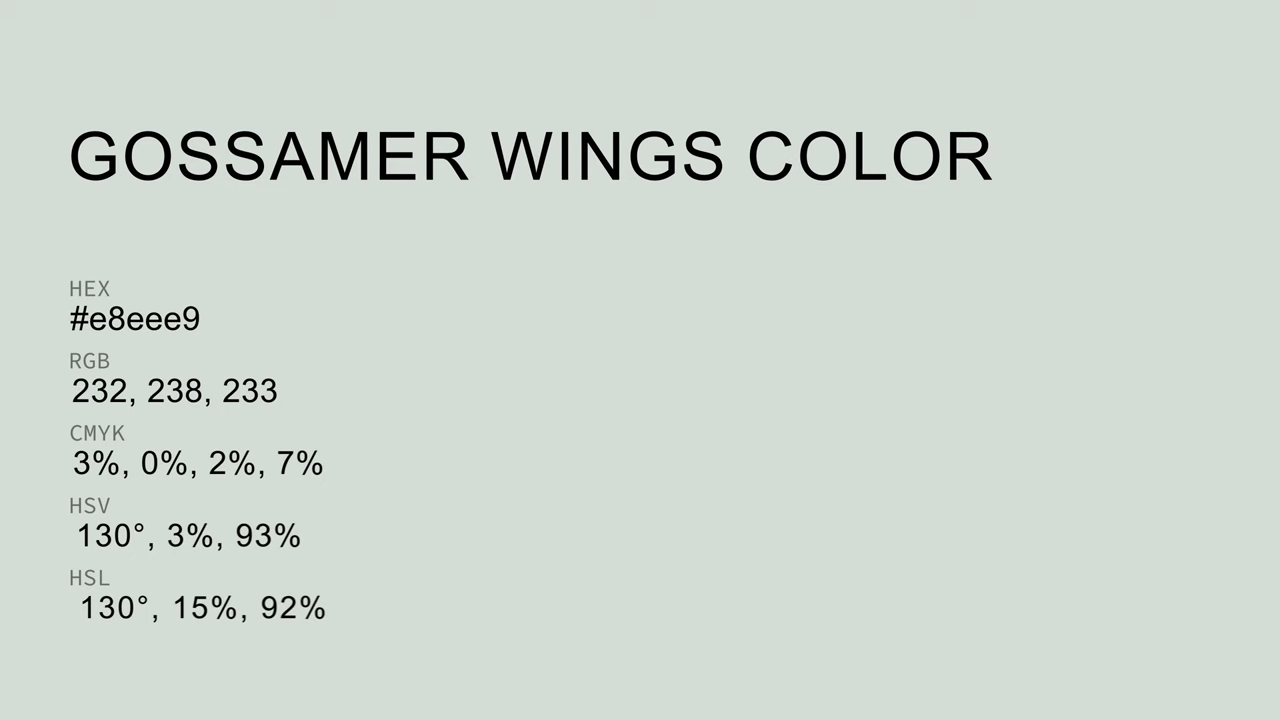 GOSSAMER WINGS COLOR
HEX
#e8eee9
RGB
232, 238, 233
CMYK
3%, 0%, 2%, 7%
HSV
130°, 3%, 93%
HSL
130°, 15%, 92%